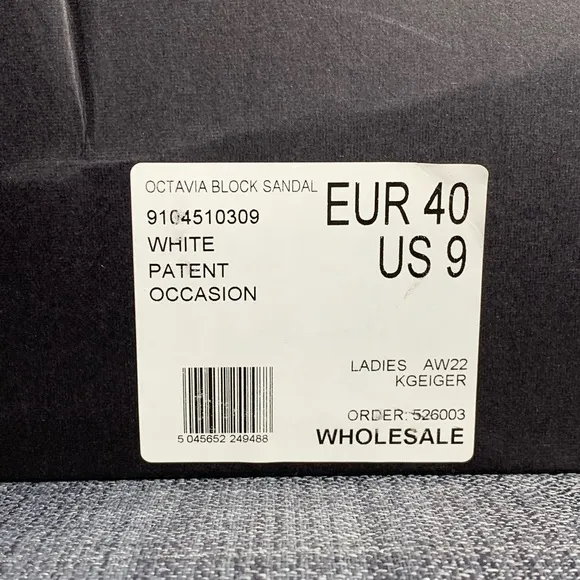 OCTAVIA BLOCK SANDAL
EUR 40
9104510309
US 9
WHITE
PATENT
OCCASION
LADIES AW22
KGEIGER
ORDER: 526003
5 045652 249488
WHOLESALE